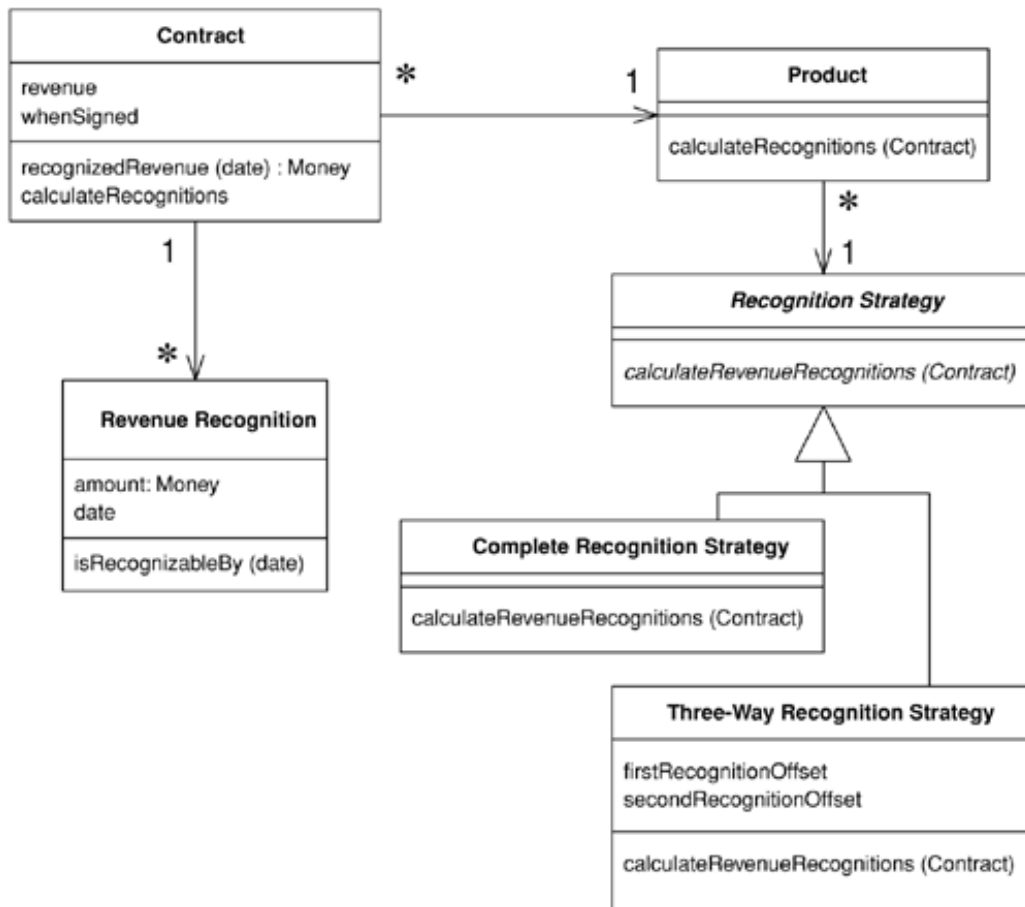 Contract
revenue
whenSigned
recognizedRevenue (date) : Money
calculateRecognitions
*
1
Product
calculateRecognitions (Contract)
*
1
1
*
Recognition Strategy
calculateRevenueRecognitions (Contract)
Revenue Recognition
amount: Money
date
isRecognizableBy (date)
Complete Recognition Strategy
calculateRevenueRecognitions (Contract)
Three-Way Recognition Strategy
firstRecognitionOffset
secondRecognitionOffset
calculateRevenueRecognitions (Contract)